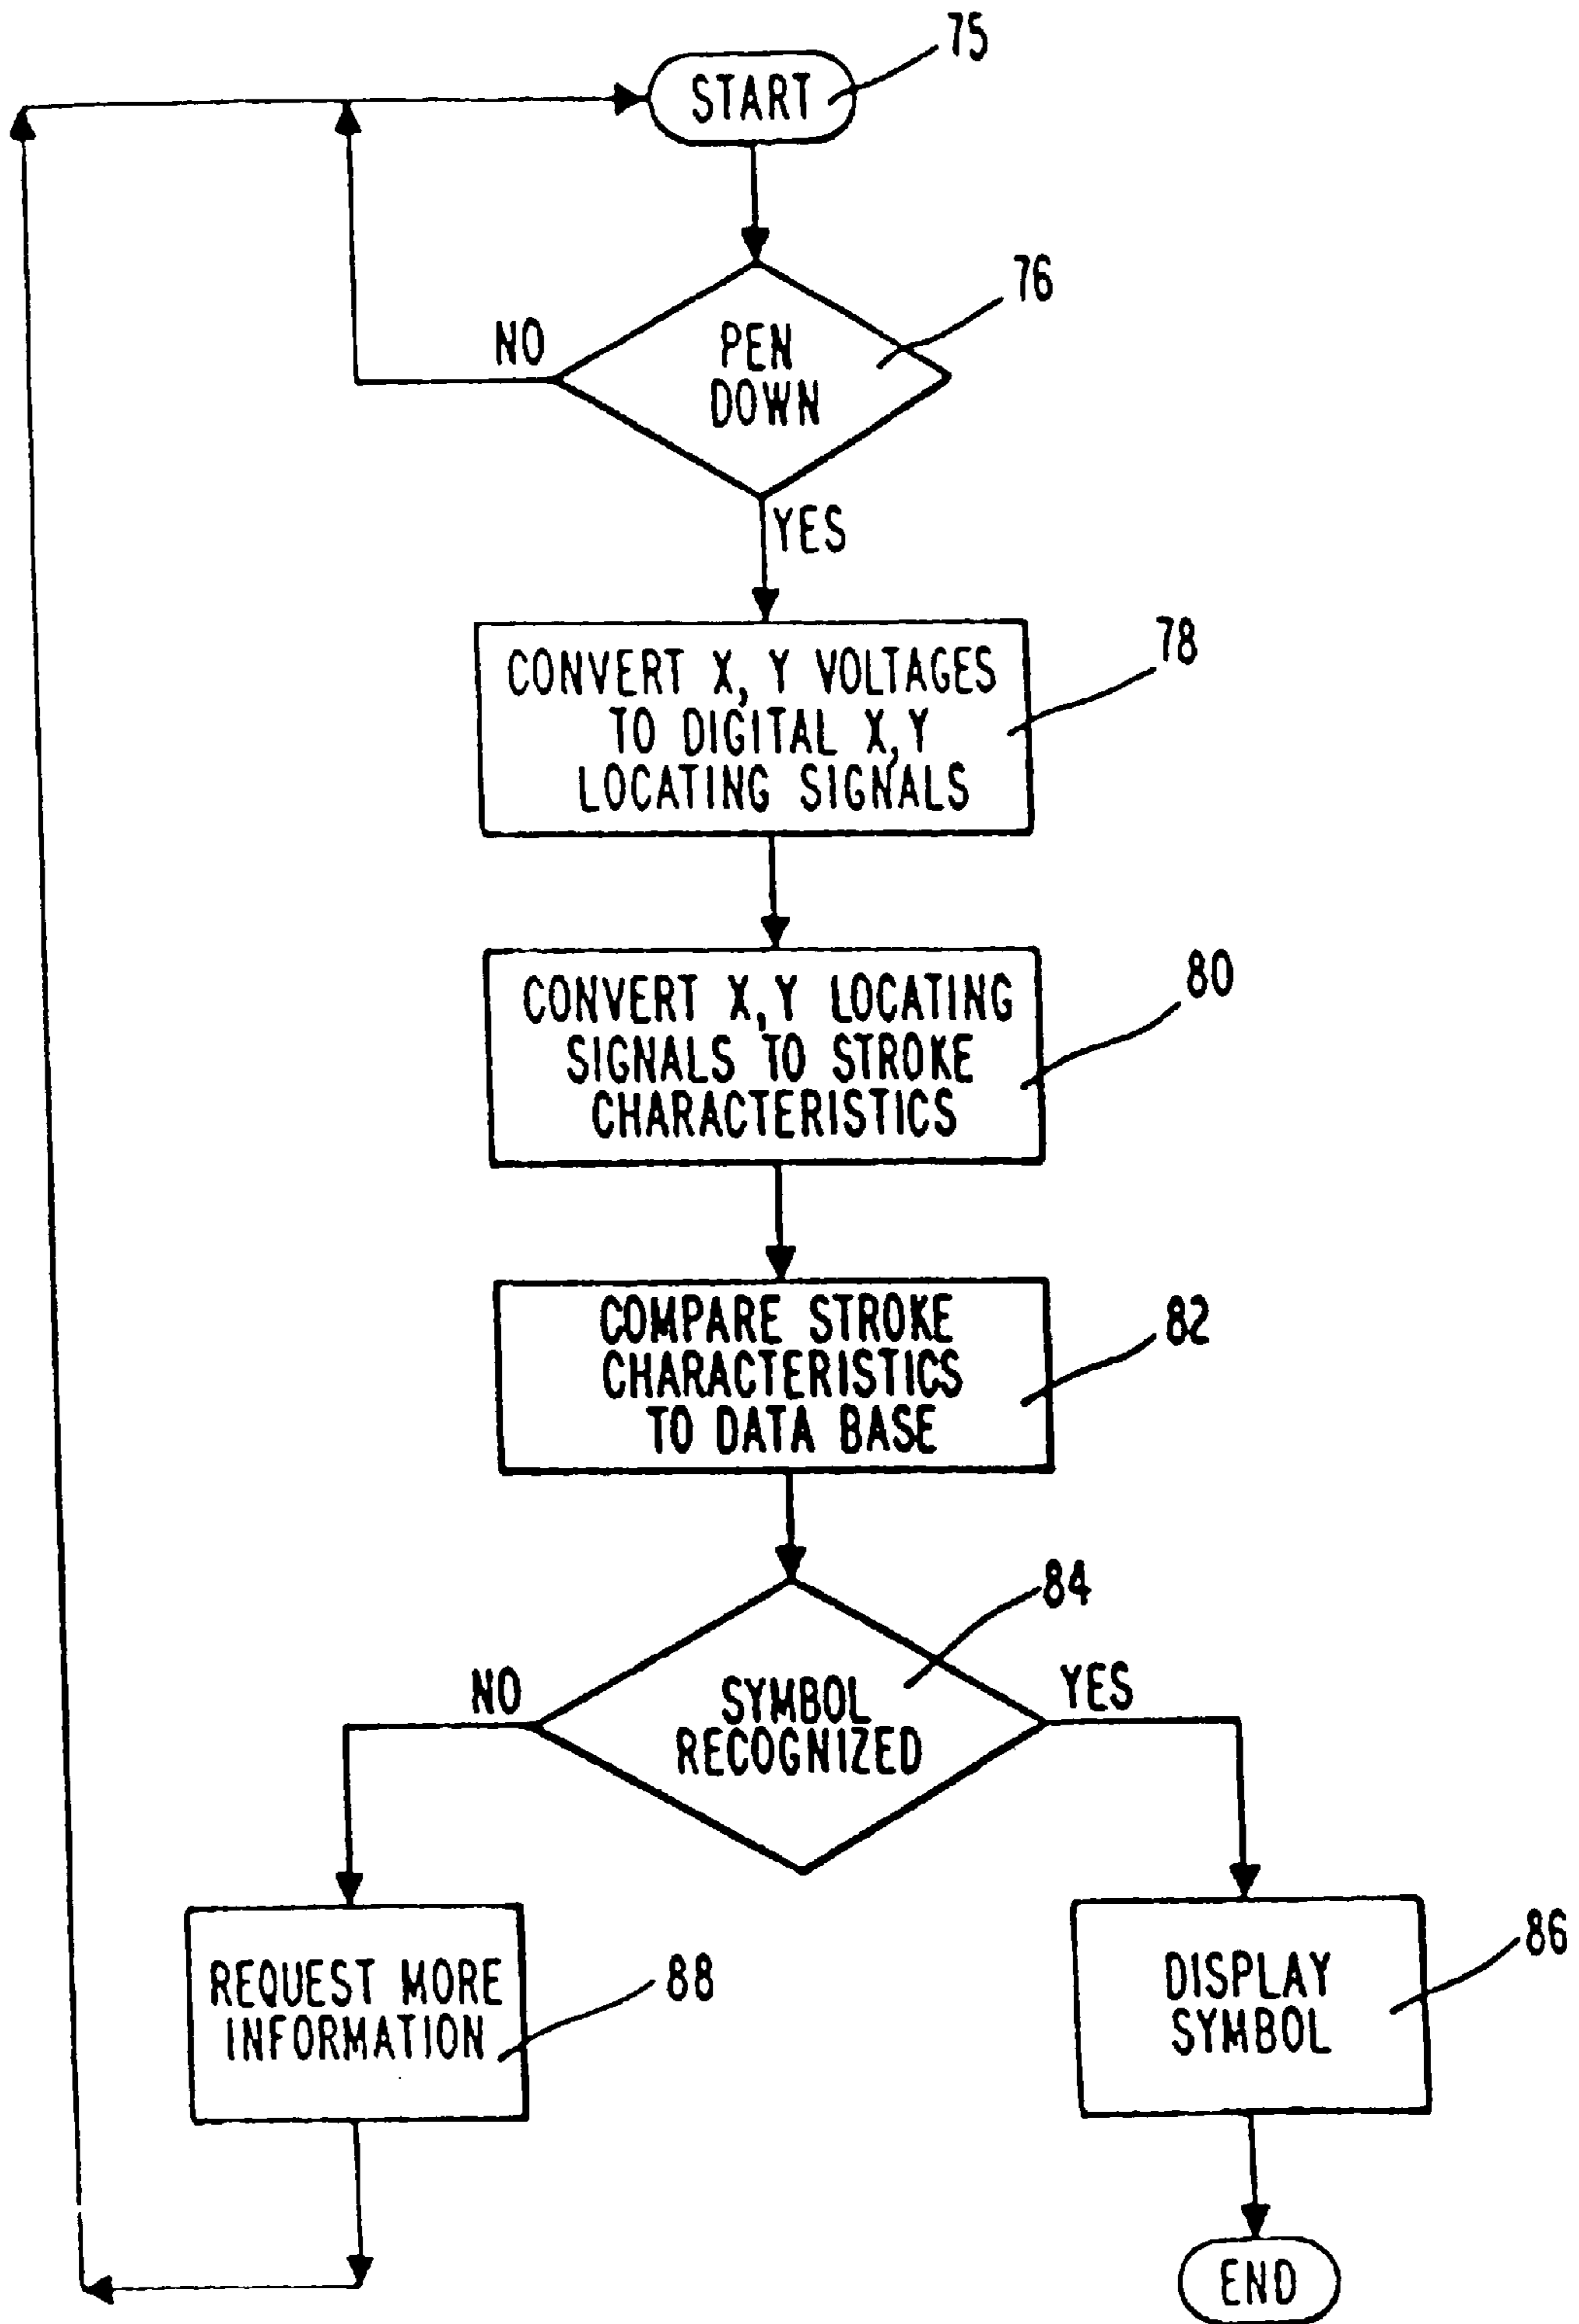 75
START
76
NO
PEN
DOWN
YES
78
CONVERT X, Y VOLTAGES
TO DIGITAL X,Y
LOCATING SIGNALS
80
CONVERT X,Y LOCATING
SIGNALS TO STROKE
CHARACTERISTICS
82
COMPARE STROKE
CHARACTERISTICS
TO DATA BASE
84
NO
YES
SYMBOL
RECOGNIZED
86
REQUEST MORE
INFORMATION
88
DISPLAY
SYMBOL
END